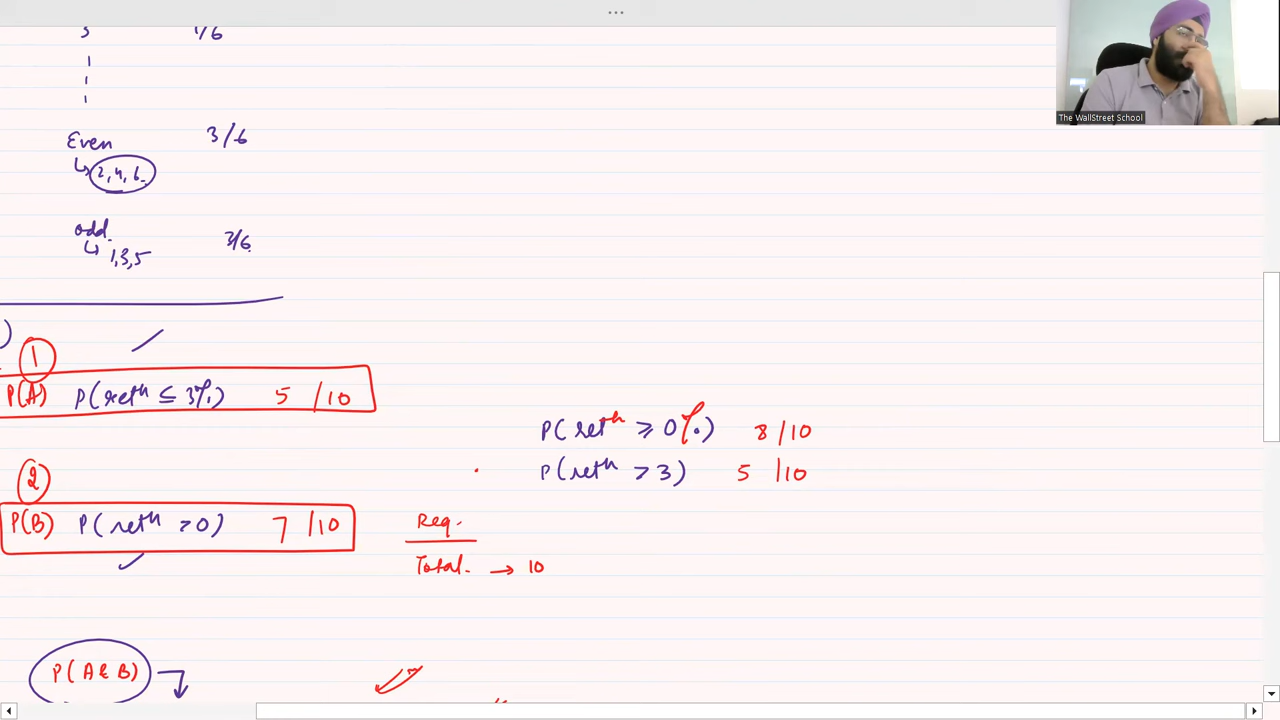 3 1/6
Even 3/6
2, 4, 6.
odd. 3/6
1, 3, 5
)
1
P(A) P(retn ≤ 3%) 5 /10
P(retn ≥ 0%) 8 /10
P(retn > 3) 5 /10
2
P(B) P(retn > 0) 7 /10
Req.
Total. → 10
P(A & B)
The WallStreet School